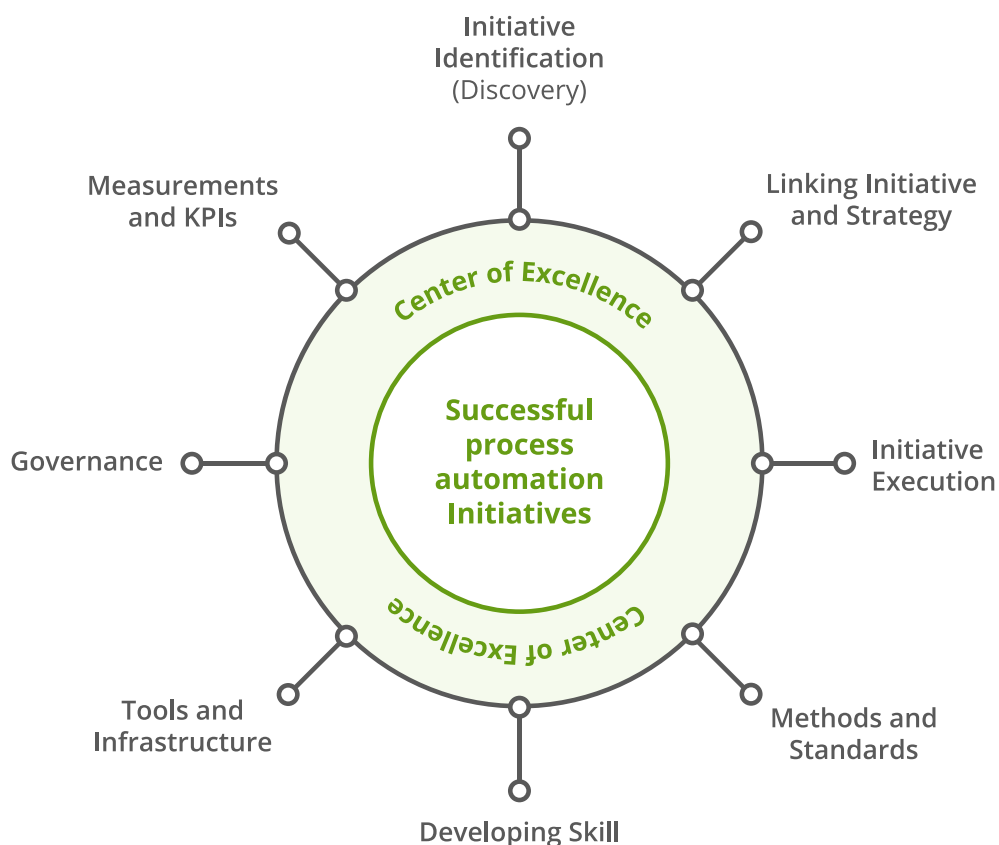 Initiative
Identification
(Discovery)
Measurements
and KPIs
Linking Initiative
and Strategy
Center of Excellence
Successful
process
automation
Initiatives
Governance
Initiative
Execution
Center of Excellence
Tools and
Infrastructure
Methods and
Standards
Developing Skill